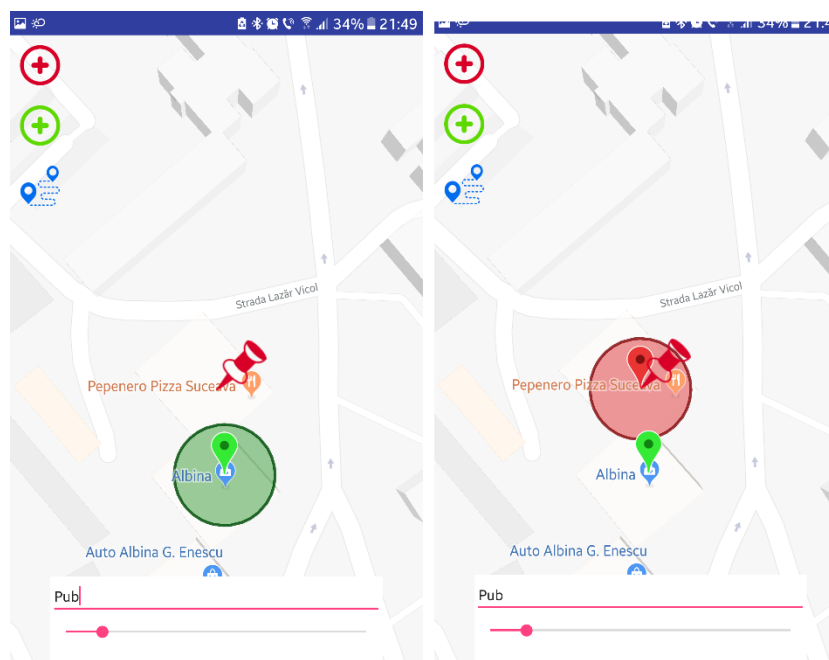 34% 21:49
Strada Lazăr Vicol
Pepenero Pizza Suceava
Albina
Auto Albina G. Enescu
Pub
34%
Strada Lazăr Vicol
Pepenero Pizza Suceava
Albina
Auto Albina G. Enescu
Pub